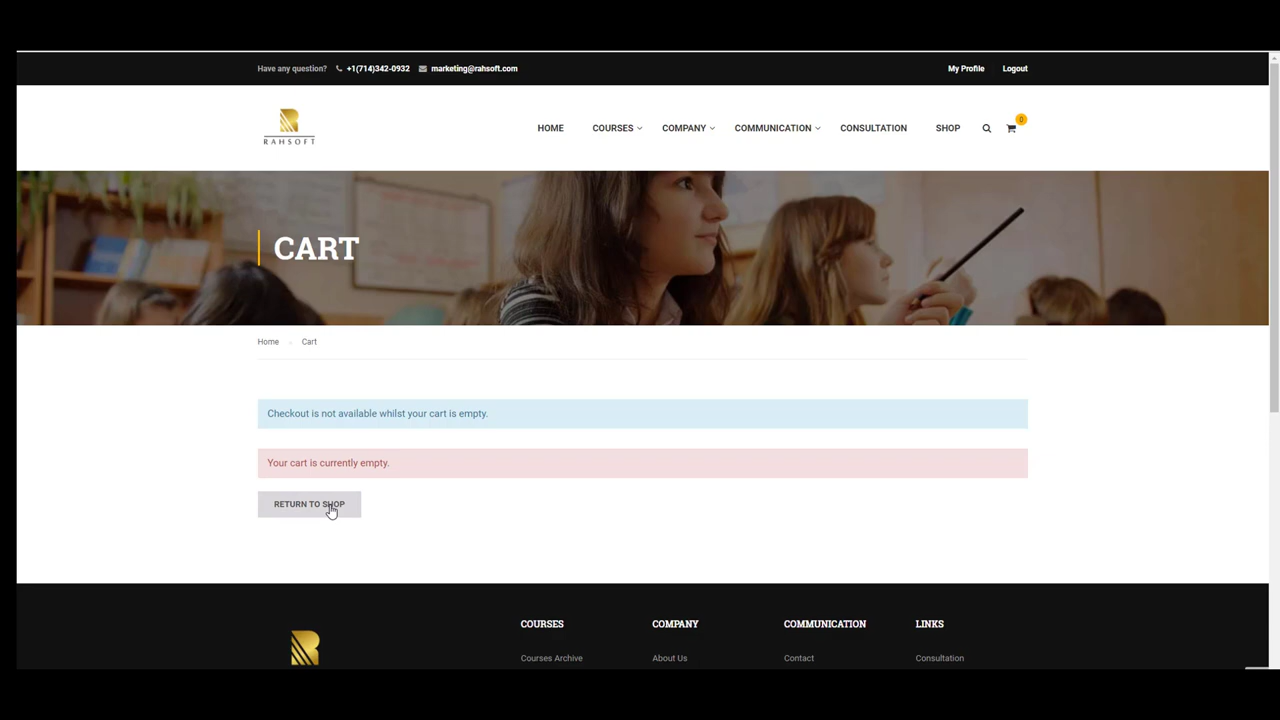 Have any question? +1(714)342-0932 marketing@rahsoft.com My Profile Logout
RAHSOFT
HOME COURSES COMPANY COMMUNICATION CONSULTATION SHOP 0
CART
Home Cart
Checkout is not available whilst your cart is empty.
Your cart is currently empty.
RETURN TO SHOP
COURSES COMPANY COMMUNICATION LINKS
Courses Archive About Us Contact Consultation